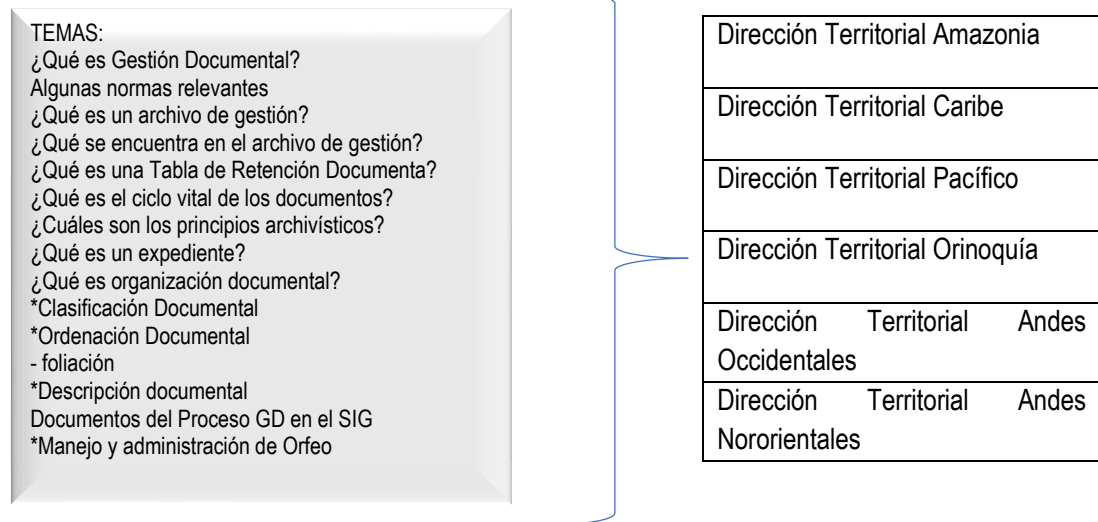 TEMAS:
¿Qué es Gestión Documental?
Algunas normas relevantes
¿Qué es un archivo de gestión?
¿Qué se encuentra en el archivo de gestión?
¿Qué es una Tabla de Retención Documenta?
¿Qué es el ciclo vital de los documentos?
¿Cuáles son los principios archivísticos?
¿Qué es un expediente?
¿Qué es organización documental?
*Clasificación Documental
*Ordenación Documental
- foliación
*Descripción documental
Documentos del Proceso GD en el SIG
*Manejo y administración de Orfeo
Dirección Territorial Amazonia
Dirección Territorial Caribe
Dirección Territorial Pacífico
Dirección Territorial Orinoquía
Dirección Territorial Andes
Occidentales
Dirección Territorial Andes
Nororientales